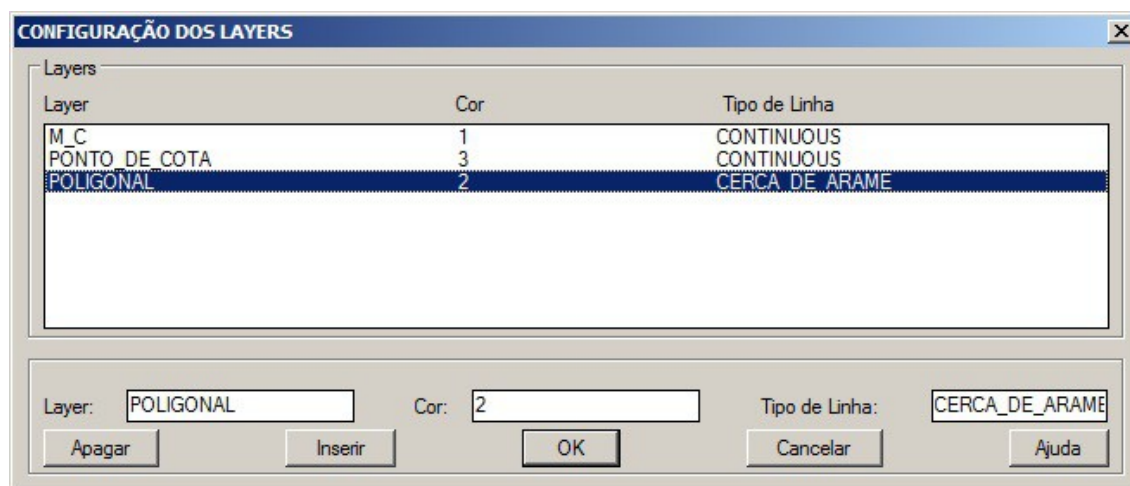 CONFIGURAÇÃO DOS LAYERS
Layers
Layer Cor Tipo de Linha
M_C 1 CONTINUOUS
PONTO_DE_COTA 3 CONTINUOUS
POLIGONAL 2 CERCA_DE_ARAME
Layer: POLIGONAL Cor: 2 Tipo de Linha: CERCA_DE_ARAME
Apagar Inserir OK Cancelar Ajuda